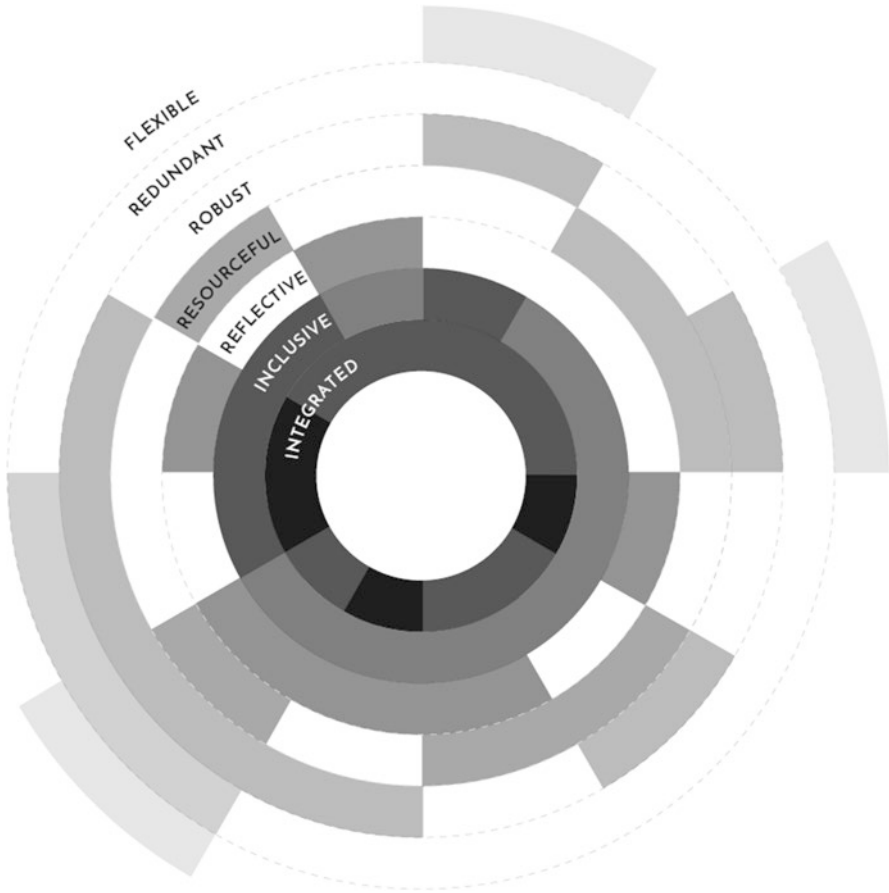 FLEXIBLE
REDUNDANT
ROBUST
RESOURCEFUL
REFLECTIVE
INCLUSIVE
INTEGRATED